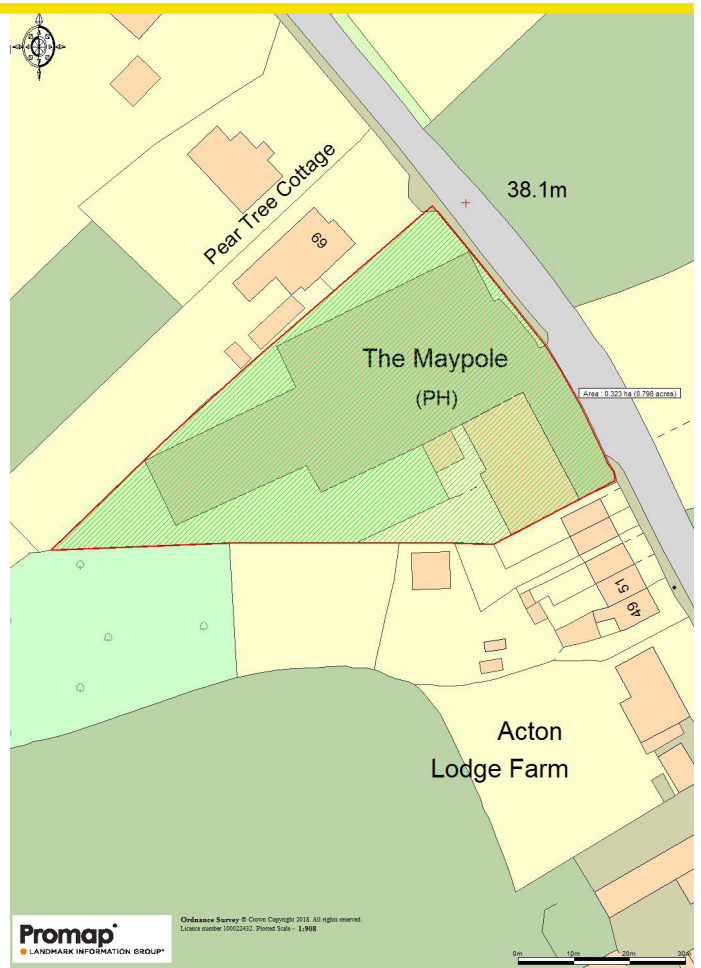 38.1m
Pear Tree Cottage
69
The Maypole
(PH)
Area : 0.323 ha (0.798 acres)
51
49
Acton
Lodge Farm
Promap
LANDMARK INFORMATION GROUP
Ordnance Survey © Crown Copyright 2018. All rights reserved.
Licence number 100022432. Plotted Scale - 1:908
0m 10m 20m 30m